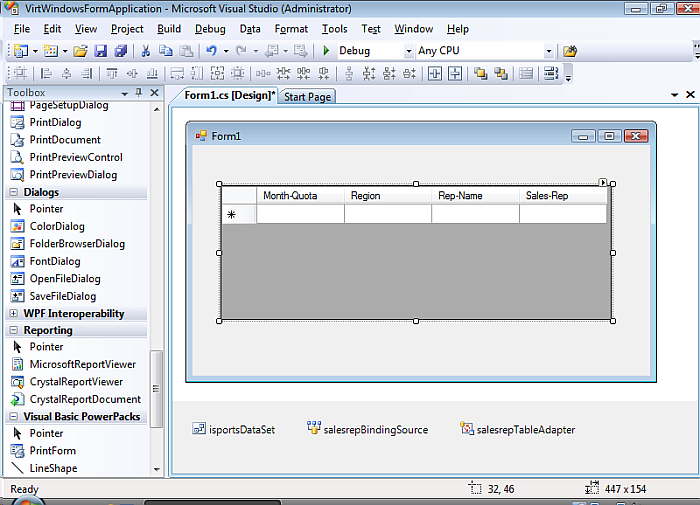 VirtWindowsFormApplication - Microsoft Visual Studio (Administrator)
File Edit View Project Build Debug Data Format Tools Test Window Help
Debug Any CPU
Toolbox
Form1.cs [Design]* Start Page
PageSetupDialog
PrintDialog
PrintDocument
PrintPreviewControl
PrintPreviewDialog
Dialogs
Pointer
ColorDialog
FolderBrowserDialog
FontDialog
OpenFileDialog
SaveFileDialog
WPF Interoperability
Reporting
Pointer
MicrosoftReportViewer
CrystalReportViewer
CrystalReportDocument
Visual Basic PowerPacks
Pointer
PrintForm
LineShape
Form1
Month-Quota Region Rep-Name Sales-Rep
isportsDataSet salesrepBindingSource salesrepTableAdapter
Ready 32, 46 447 x 154